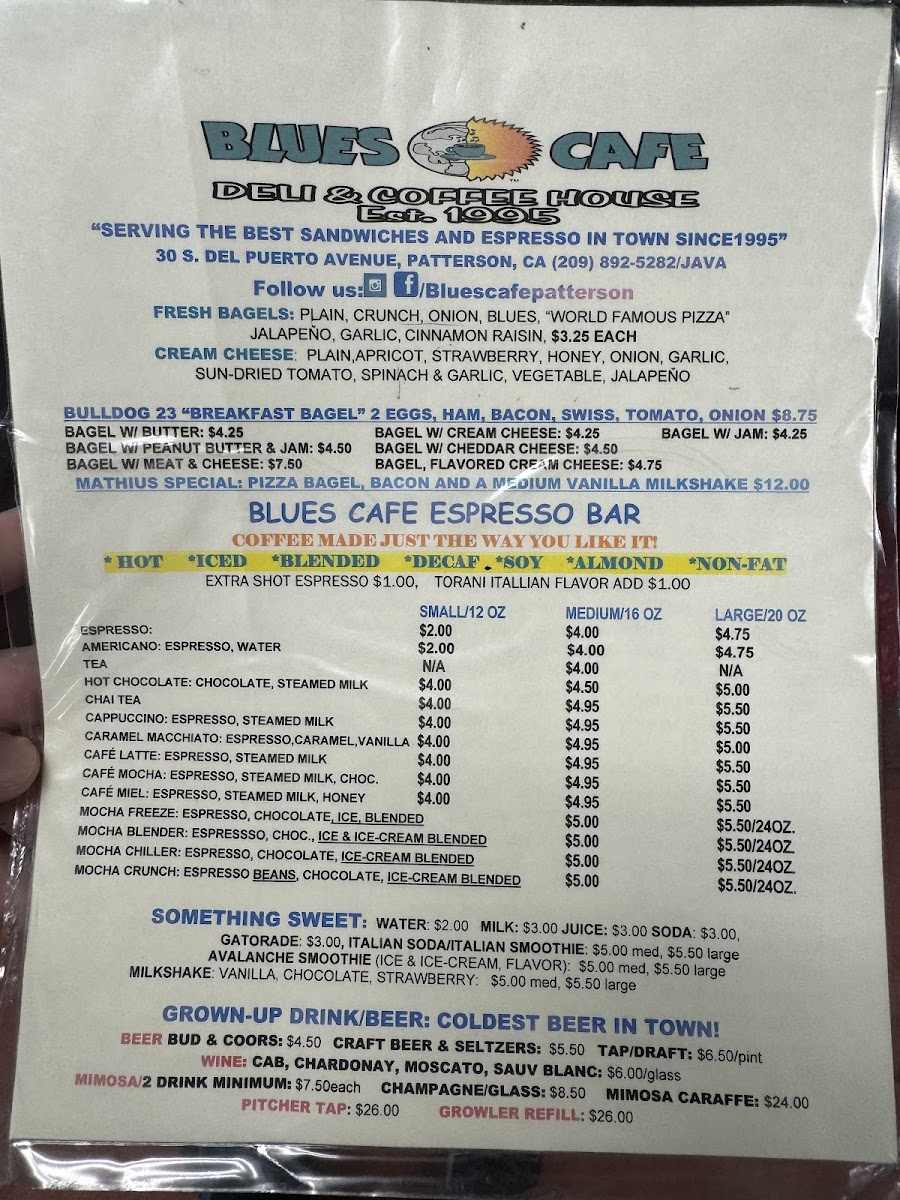 BLUES CAFE
DELI & COFFEE HOUSE
Est. 1995
"SERVING THE BEST SANDWICHES AND ESPRESSO IN TOWN SINCE1995"
30 S. DEL PUERTO AVENUE, PATTERSON, CA (209) 892-5282/JAVA
Follow us: f/Bluescafepatterson
FRESH BAGELS: PLAIN, CRUNCH, ONION, BLUES, "WORLD FAMOUS PIZZA"
JALAPEÑO, GARLIC, CINNAMON RAISIN, $3.25 EACH
CREAM CHEESE: PLAIN,APRICOT, STRAWBERRY, HONEY, ONION, GARLIC,
SUN-DRIED TOMATO, SPINACH & GARLIC, VEGETABLE, JALAPEÑO
BULLDOG 23 "BREAKFAST BAGEL" 2 EGGS, HAM, BACON, SWISS, TOMATO, ONION $8.75
BAGEL W/ BUTTER: $4.25 BAGEL W/ CREAM CHEESE: $4.25 BAGEL W/ JAM: $4.25
BAGEL W/ PEANUT BUTTER & JAM: $4.50 BAGEL W/ CHEDDAR CHEESE: $4.50
BAGEL W/ MEAT & CHEESE: $7.50 BAGEL, FLAVORED CREAM CHEESE: $4.75
MATHIUS SPECIAL: PIZZA BAGEL, BACON AND A MEDIUM VANILLA MILKSHAKE $12.00
BLUES CAFE ESPRESSO BAR
COFFEE MADE JUST THE WAY YOU LIKE IT!
* HOT *ICED *BLENDED *DECAF *SOY *ALMOND *NON-FAT
EXTRA SHOT ESPRESSO $1.00, TORANI ITALLIAN FLAVOR ADD $1.00
SMALL/12 OZ MEDIUM/16 OZ LARGE/20 OZ
ESPRESSO: $2.00 $4.00 $4.75
AMERICANO: ESPRESSO, WATER $2.00 $4.00 $4.75
TEA N/A $4.00 N/A
HOT CHOCOLATE: CHOCOLATE, STEAMED MILK $4.00 $4.50 $5.00
CHAI TEA $4.00 $4.95 $5.50
CAPPUCCINO: ESPRESSO, STEAMED MILK $4.00 $4.95 $5.50
CARAMEL MACCHIATO: ESPRESSO,CARAMEL,VANILLA $4.00 $4.95 $5.00
CAFÉ LATTE: ESPRESSO, STEAMED MILK $4.00 $4.95 $5.50
CAFÉ MOCHA: ESPRESSO, STEAMED MILK, CHOC. $4.00 $4.95 $5.50
CAFÉ MIEL: ESPRESSO, STEAMED MILK, HONEY $4.00 $4.95 $5.50
MOCHA FREEZE: ESPRESSO, CHOCOLATE, ICE, BLENDED $5.00 $5.50/24OZ.
MOCHA BLENDER: ESPRESSSO, CHOC., ICE & ICE-CREAM BLENDED $5.00 $5.50/24OZ.
MOCHA CHILLER: ESPRESSO, CHOCOLATE, ICE-CREAM BLENDED $5.00 $5.50/24OZ.
MOCHA CRUNCH: ESPRESSO BEANS, CHOCOLATE, ICE-CREAM BLENDED $5.00 $5.50/24OZ.
SOMETHING SWEET: WATER: $2.00 MILK: $3.00 JUICE: $3.00 SODA: $3.00,
GATORADE: $3.00, ITALIAN SODA/ITALIAN SMOOTHIE: $5.00 med, $5.50 large
AVALANCHE SMOOTHIE (ICE & ICE-CREAM, FLAVOR): $5.00 med, $5.50 large
MILKSHAKE: VANILLA, CHOCOLATE, STRAWBERRY: $5.00 med, $5.50 large
GROWN-UP DRINK/BEER: COLDEST BEER IN TOWN!
BEER BUD & COORS: $4.50 CRAFT BEER & SELTZERS: $5.50 TAP/DRAFT: $6.50/pint
WINE: CAB, CHARDONAY, MOSCATO, SAUV BLANC: $6.00/glass
MIMOSA/2 DRINK MINIMUM: $7.50each CHAMPAGNE/GLASS: $8.50 MIMOSA CARAFFE: $24.00
PITCHER TAP: $26.00 GROWLER REFILL: $26.00